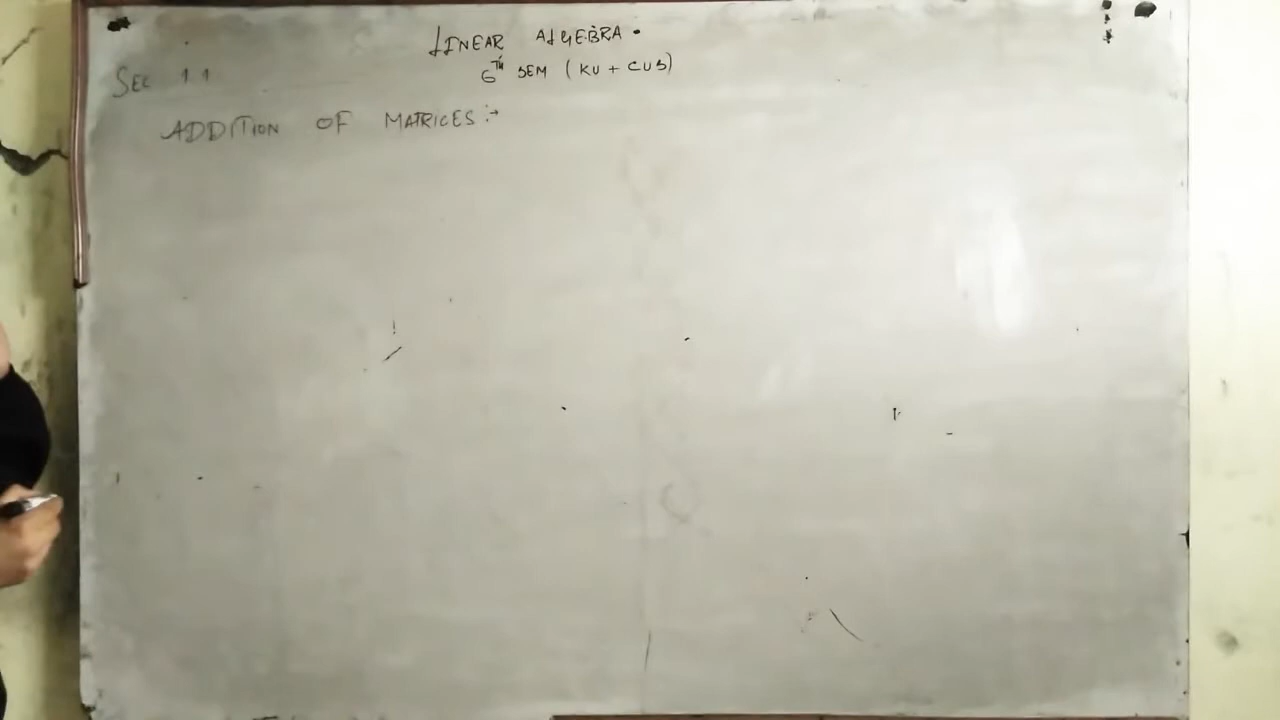 LINEAR ALGEBRA.
6TH SEM (KU + CUS)
SEC 1.1
ADDITION OF MATRICES :→